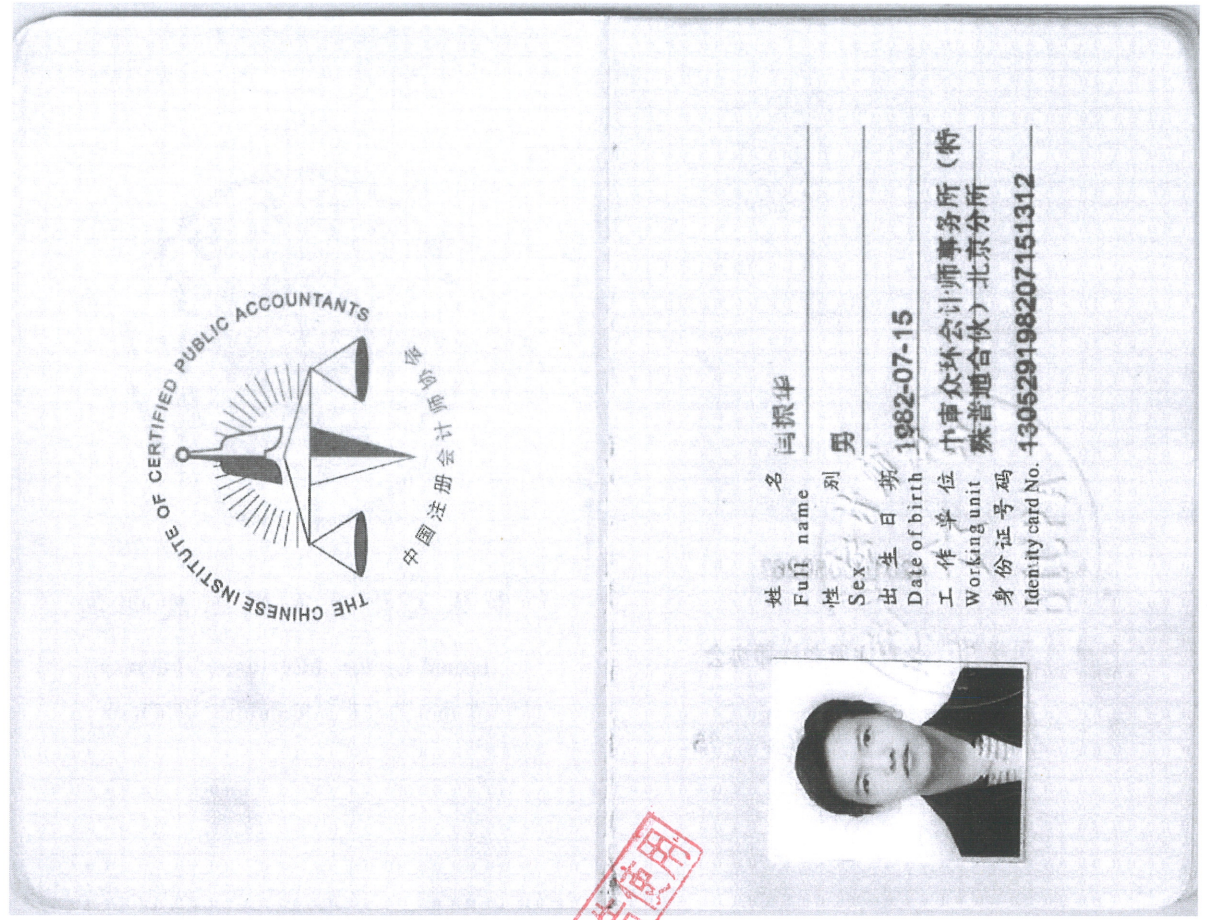 THE CHINESE INSTITUTE OF CERTIFIED PUBLIC ACCOUNTANTS
中国注册会计师协会
姓 名 闫振华
Full name
性 别 男
Sex
出 生 日 期 1982-07-15
Date of birth
工 作 单 位 中审众环会计师事务所（特
Working unit 殊普通合伙）北京分所
身份证号码 130529198207151312
Identity card No.
使用